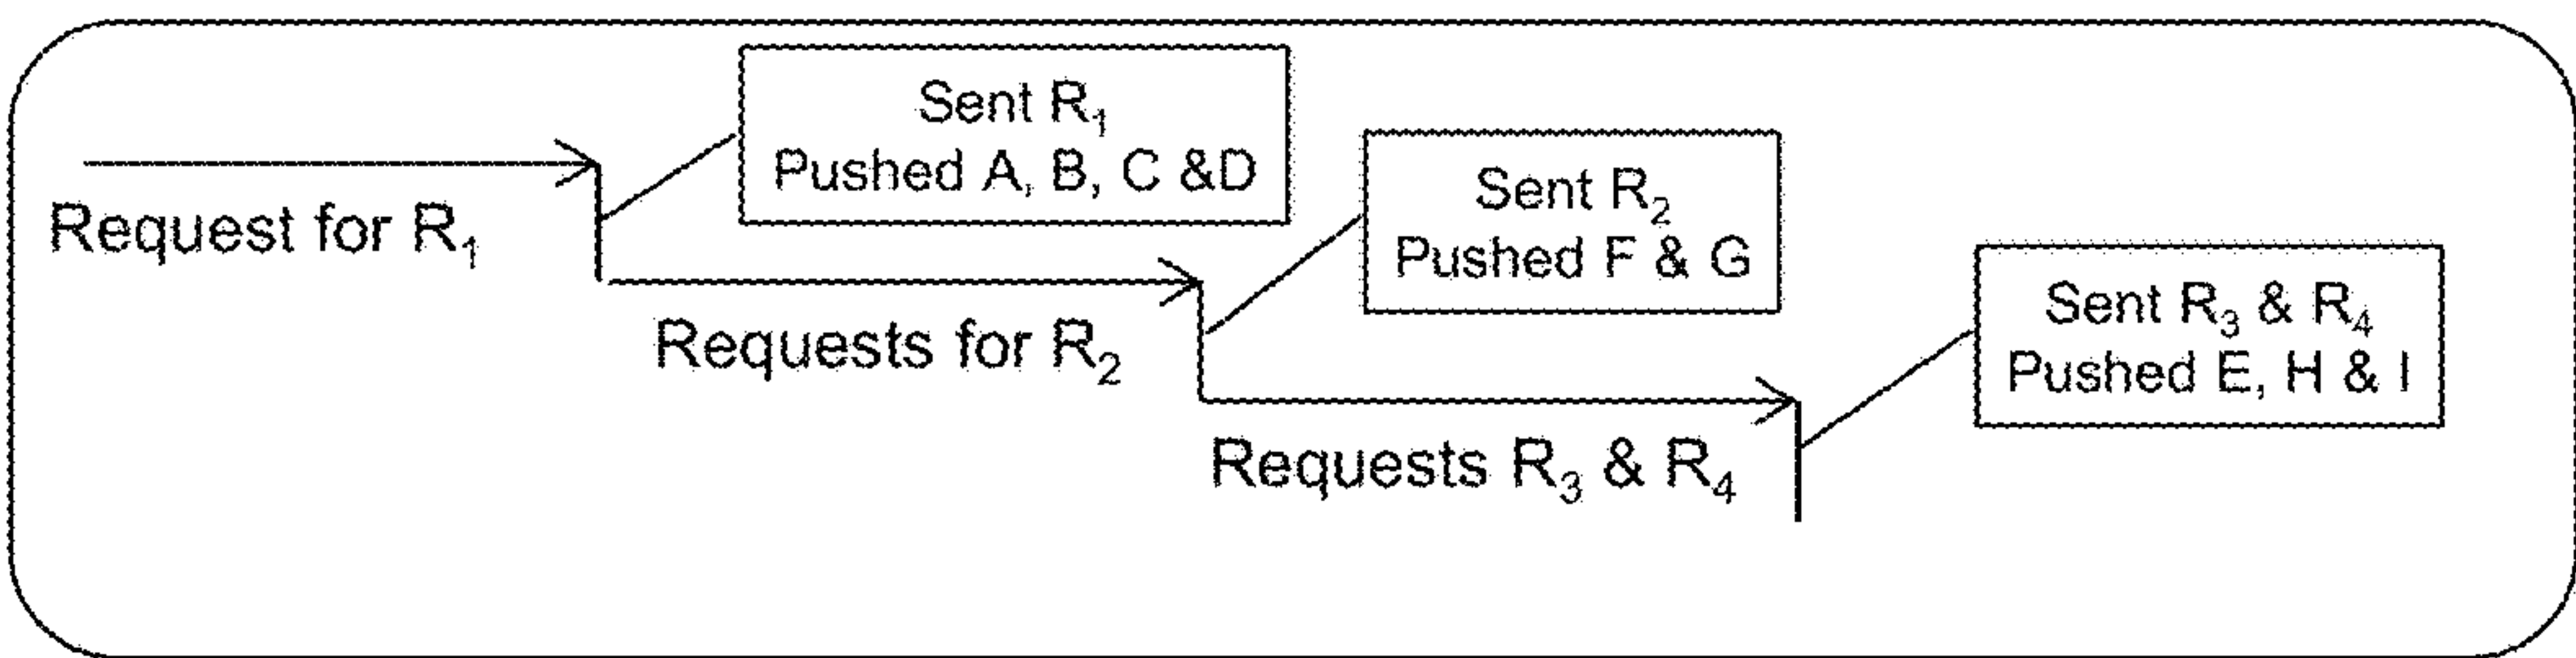 Sent R₁
Pushed A, B, C &D
Request for R₁
Sent R₂
Pushed F & G
Requests for R₂
Sent R₃ & R₄
Pushed E, H & I
Requests R₃ & R₄